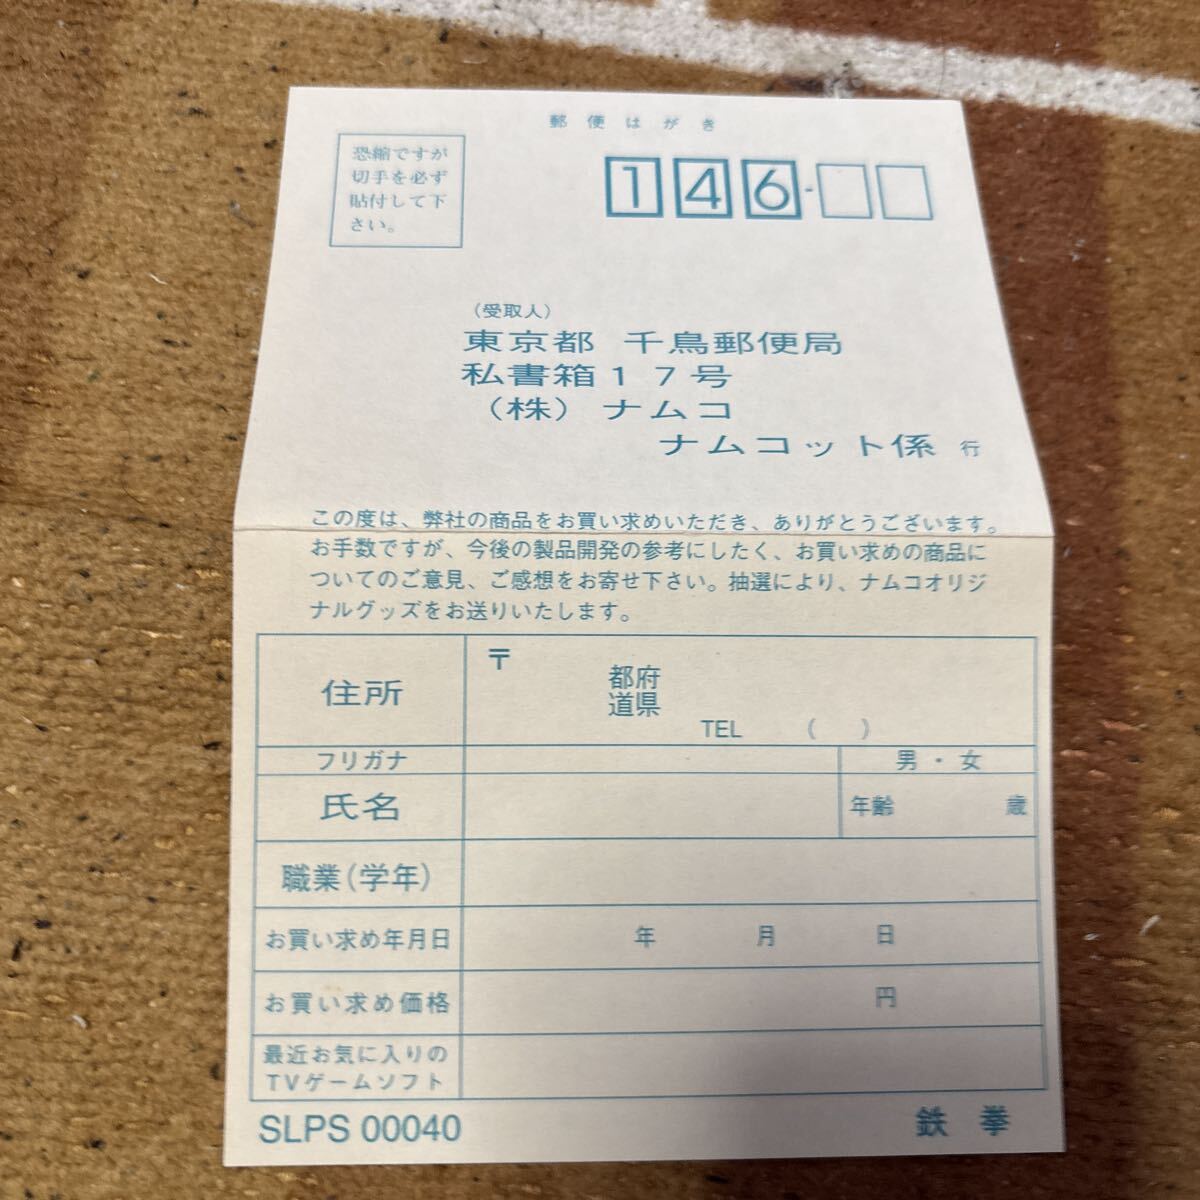 郵便はがき
恐縮ですが
切手を必ず
貼付して下
さい。
146-
(受取人)
東京都 千鳥郵便局
私書箱17号
(株)ナムコ
ナムコット係 行
この度は、弊社の商品をお買い求めいただき、ありがとうございます。
お手数ですが、今後の製品開発の参考にしたく、お買い求めの商品に
ついてのご意見、ご感想をお寄せ下さい。抽選により、ナムコオリジ
ナルグッズをお送りいたします。
住所
〒
都府
道県
TEL ( )
フリガナ
男・女
氏名
年齢 歳
職業(学年)
お買い求め年月日
年 月 日
お買い求め価格
円
最近お気に入りの
TVゲームソフト
SLPS 00040
鉄 拳